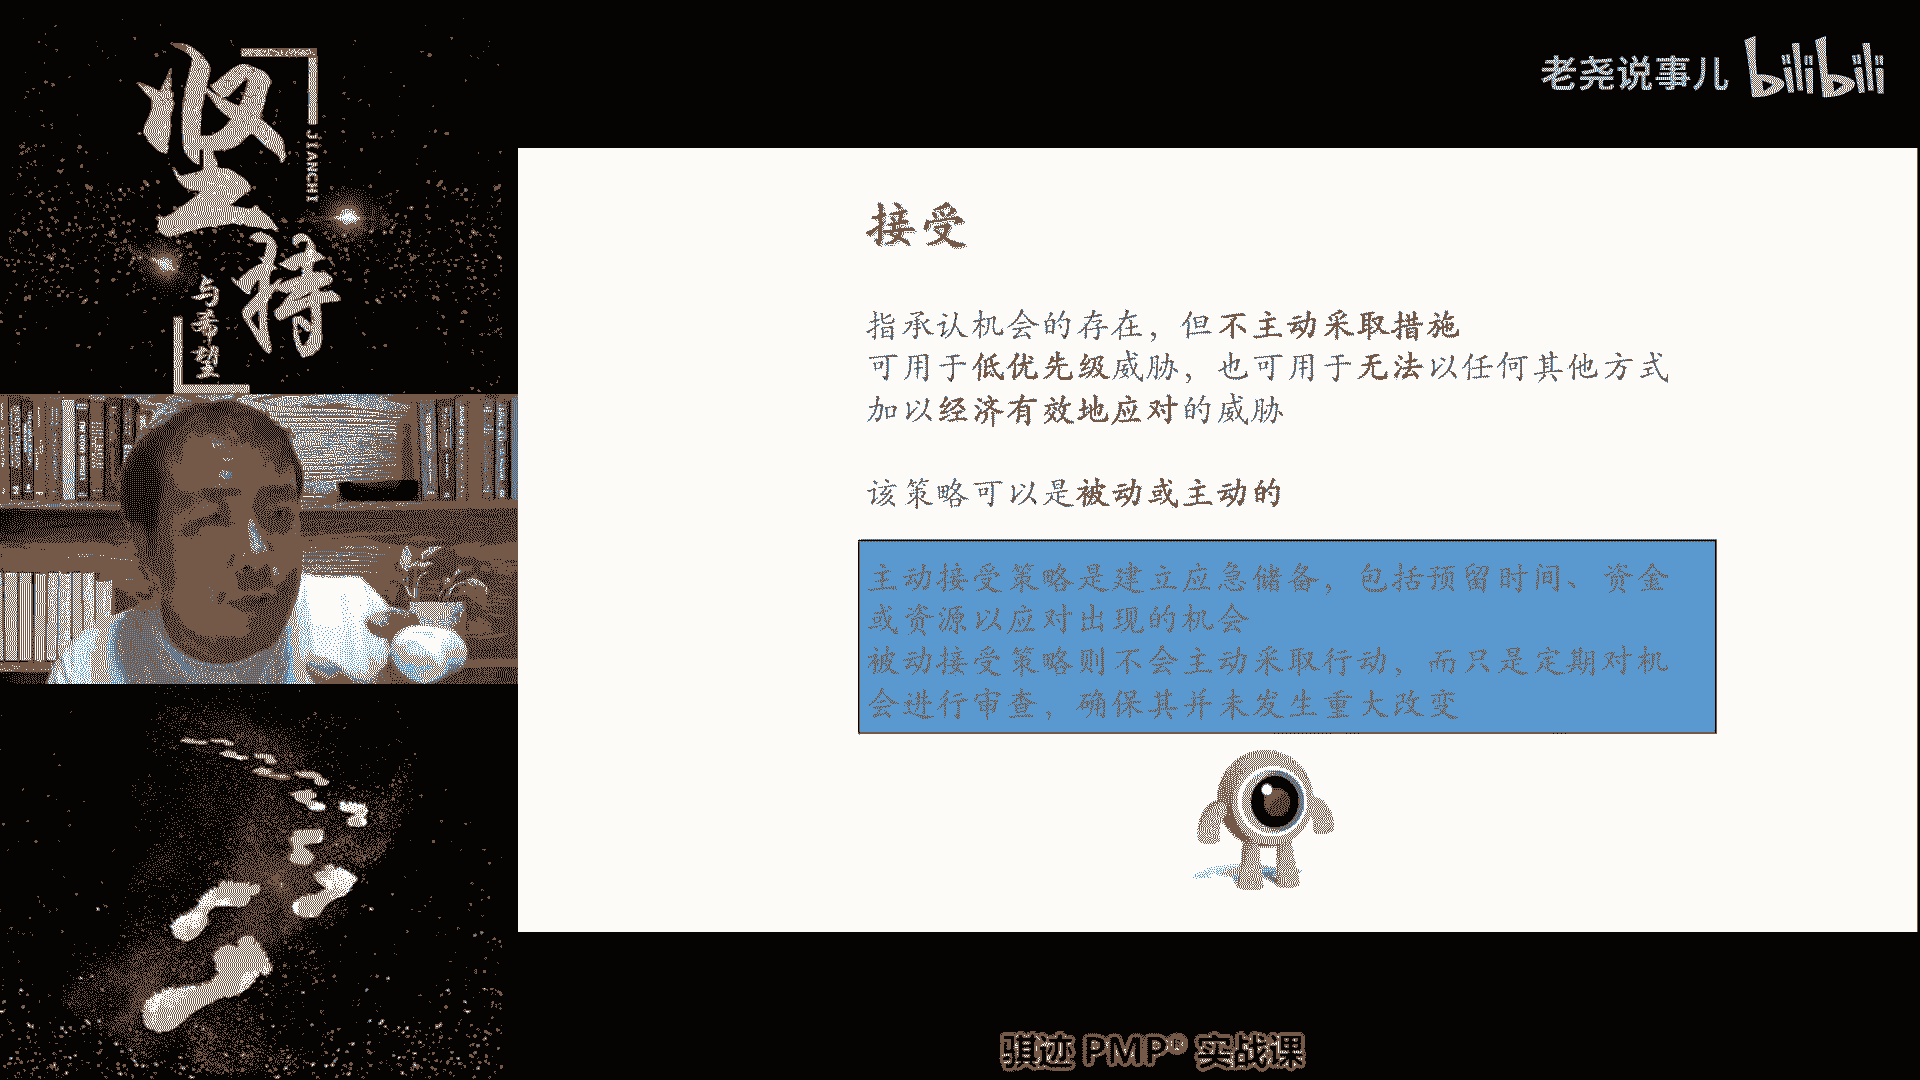 坚持
JIANCHI
与希望
老尧说事儿 bilibili
接受
指承认机会的存在，但不主动采取措施
可用于低优先级威胁，也可用于无法以任何其他方式
加以经济有效地应对的威胁
该策略可以是被动或主动的
主动接受策略是建立应急储备，包括预留时间、资金
或资源以应对出现的机会
被动接受策略则不会主动采取行动，而只是定期对机
会进行审查，确保其并未发生重大改变
骐迹 PMP® 实战课